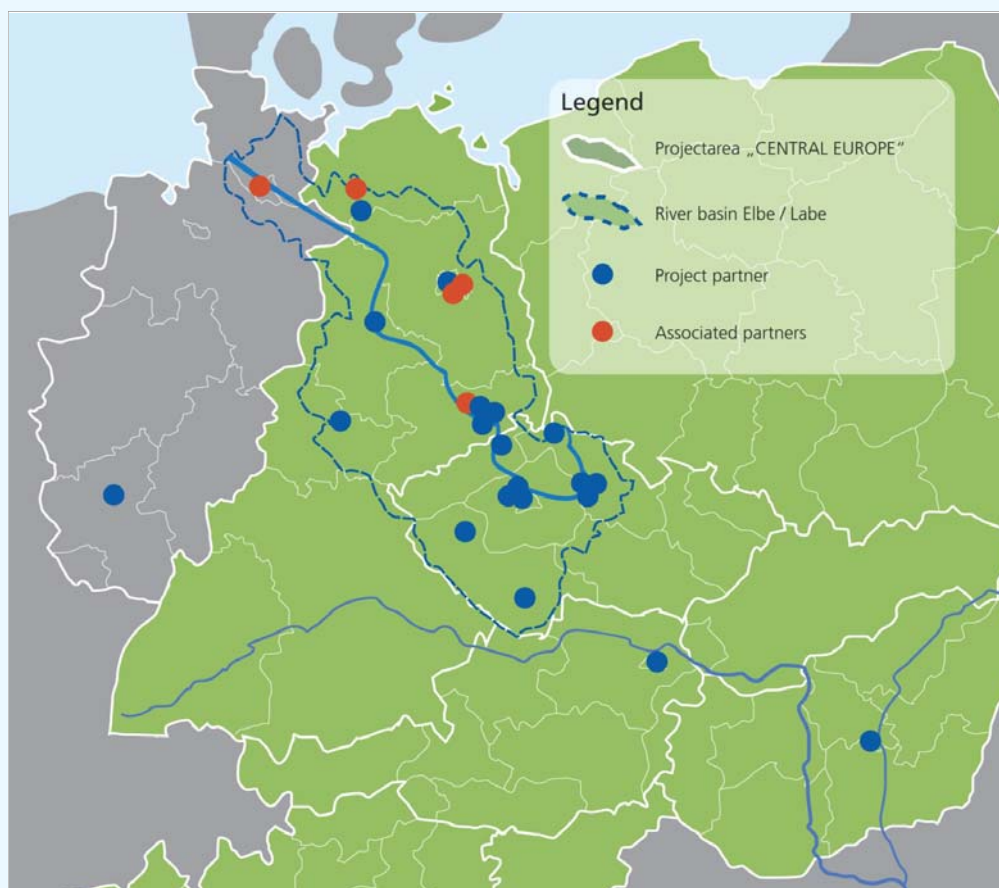 Legend
Projectarea „CENTRAL EUROPE“
River basin Elbe / Labe
Project partner
Associated partners